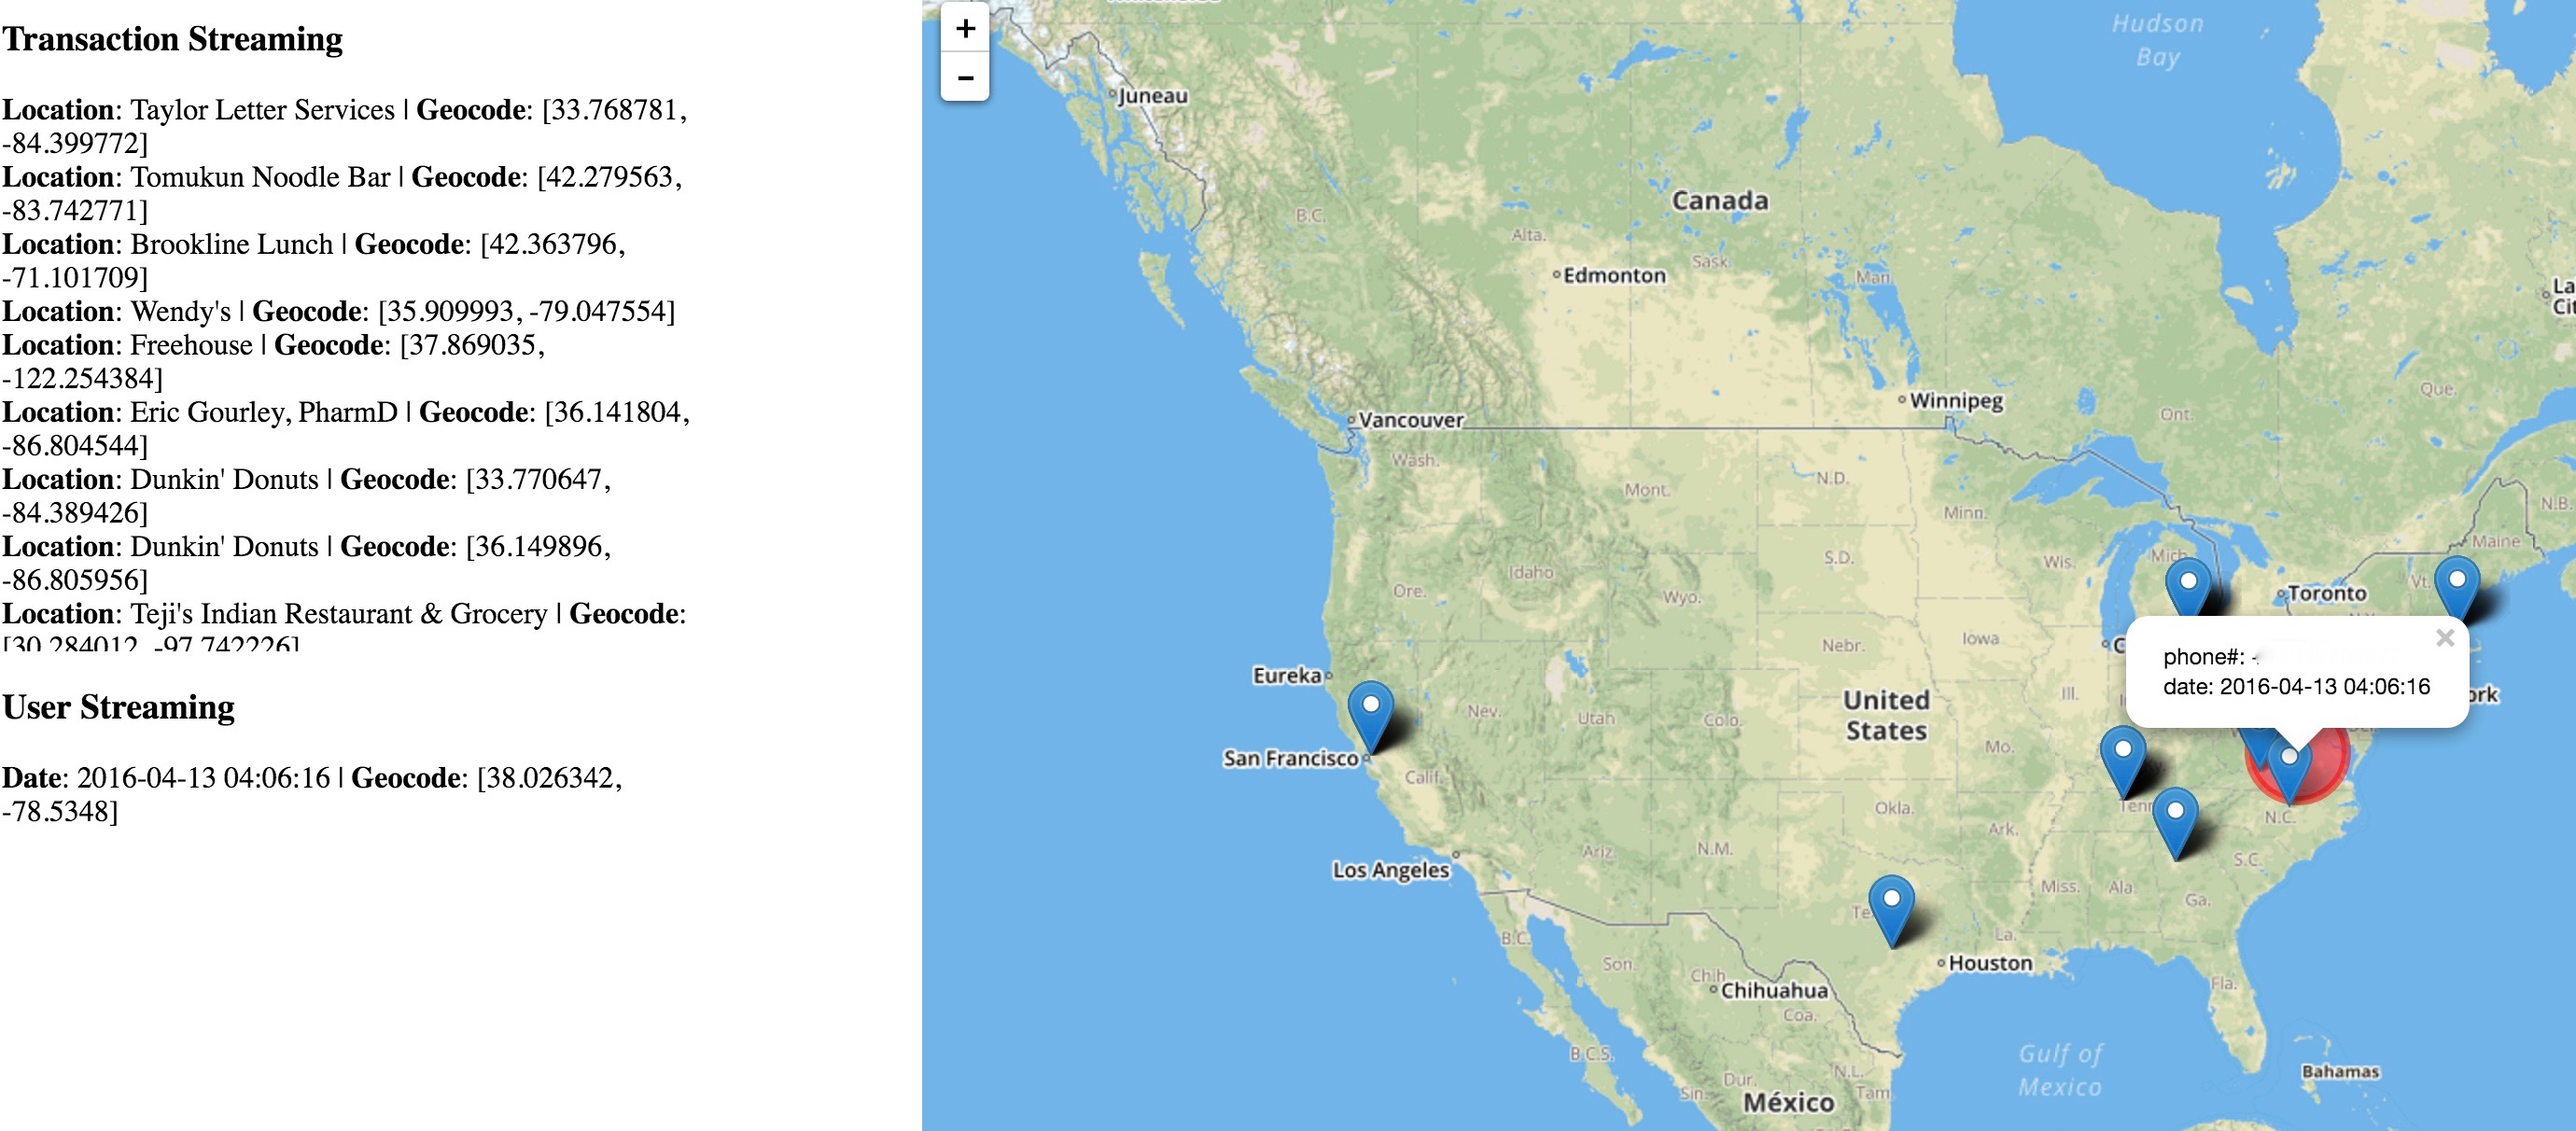 Transaction Streaming
Location: Taylor Letter Services | Geocode: [33.768781,
-84.399772]
Location: Tomukun Noodle Bar | Geocode: [42.279563,
-83.742771]
Location: Brookline Lunch | Geocode: [42.363796,
-71.101709]
Location: Wendy's | Geocode: [35.909993, -79.047554]
Location: Freehouse | Geocode: [37.869035,
-122.254384]
Location: Eric Gourley, PharmD | Geocode: [36.141804,
-86.804544]
Location: Dunkin' Donuts | Geocode: [33.770647,
-84.389426]
Location: Dunkin' Donuts | Geocode: [36.149896,
-86.805956]
Location: Teji's Indian Restaurant & Grocery | Geocode:
[30.284012, -97.742226]
User Streaming
Date: 2016-04-13 04:06:16 | Geocode: [38.026342,
-78.5348]
+
-
Hudson
Bay
Juneau
Canada
B.C.
Alta.
Edmonton
Sask.
Man.
Winnipeg
Ont.
Que.
Vancouver
Wash.
Mont.
N.D.
Minn.
N.B.
Maine
Mich.
Wis.
S.D.
Idaho
Ore.
Wyo.
Toronto
Vt.
Iowa
Nebr.
Eureka
phone#:
date: 2016-04-13 04:06:16
×
Ill.
United
States
Nev.
Utah
Colo.
San Francisco
Calif.
Mo.
Okla.
Ark.
N.C.
Ariz.
N.M.
Los Angeles
S.C.
Miss.
Ala.
Ga.
B.C.
La.
Houston
Son.
Chih.
Chihuahua
Coa.
Fla.
B.C.S.
Gulf of
Mexico
Bahamas
Sin.
Dur.
N.L.
Tam.
México